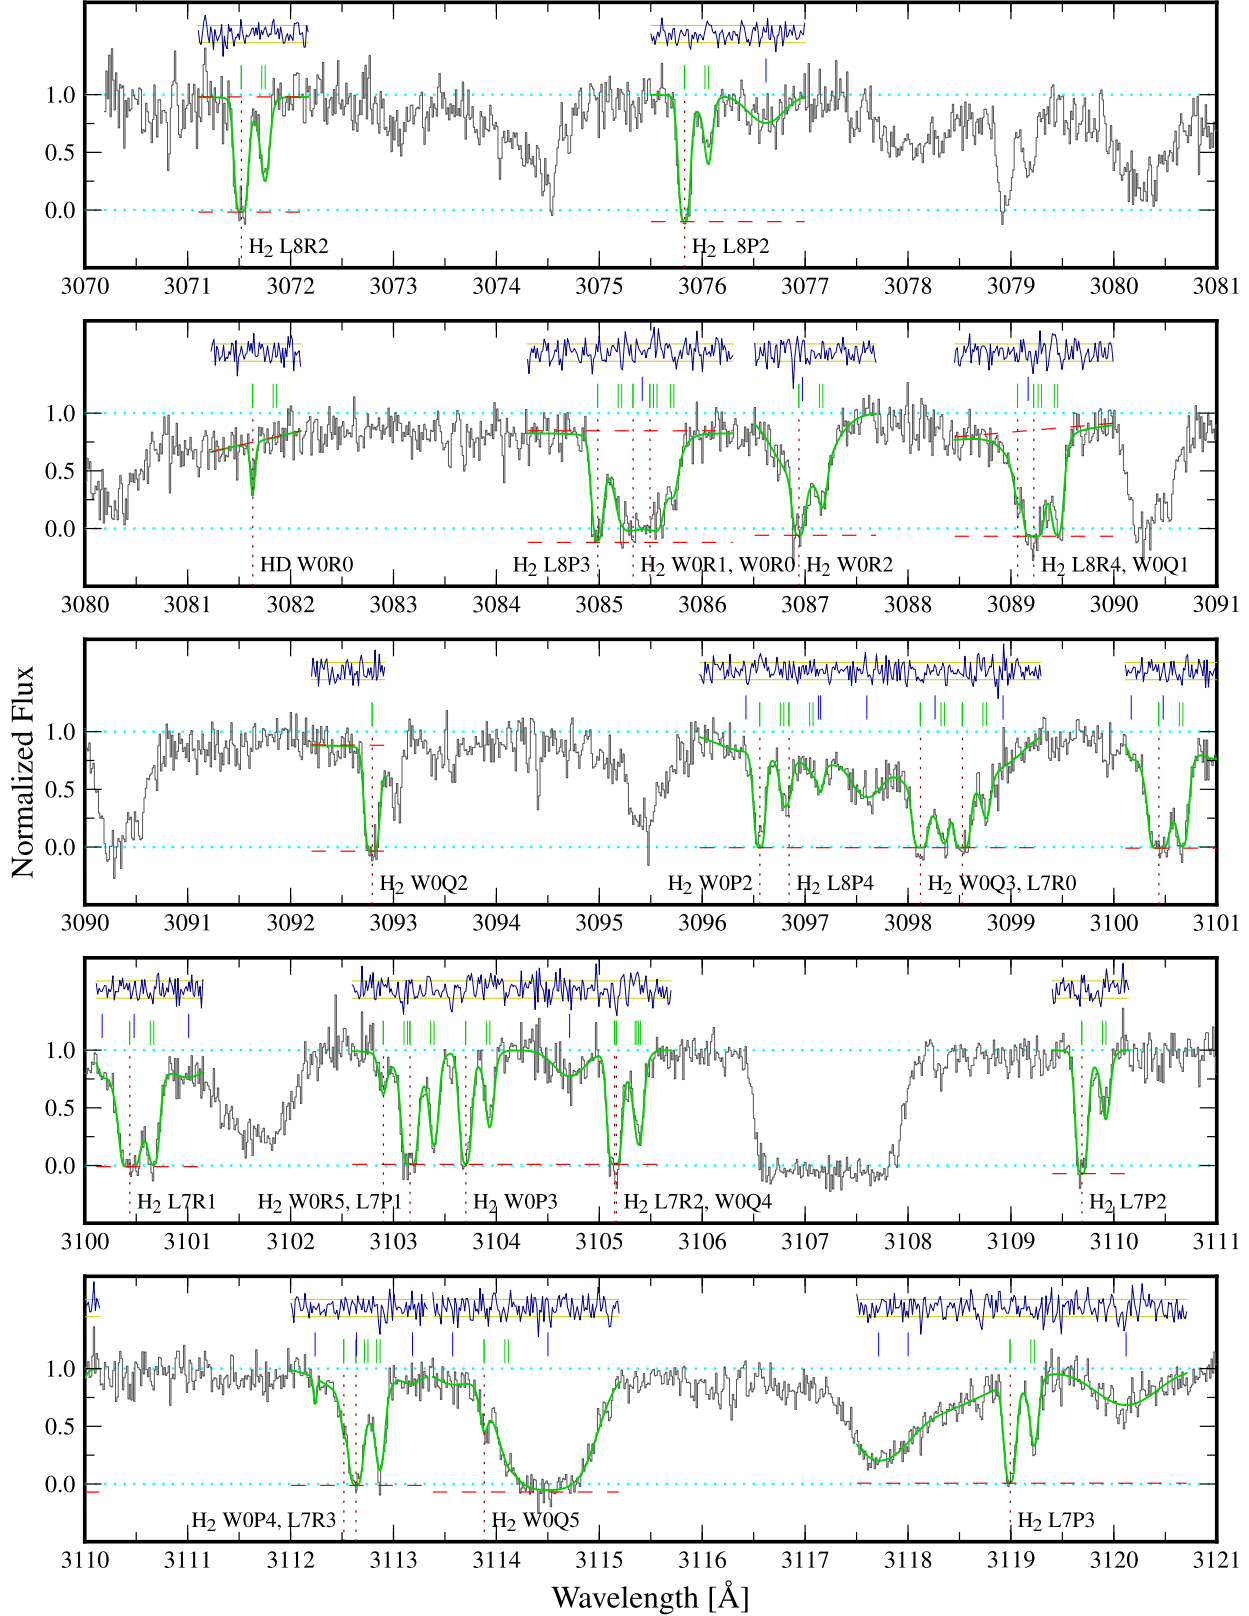 1.0
0.5
0.0
H2 L8R2
H2 L8P2
3070 3071 3072 3073 3074 3075 3076 3077 3078 3079 3080 3081
1.0
0.5
0.0
HD W0R0
H2 L8P3
H2 W0R1, W0R0
H2 W0R2
H2 L8R4, W0Q1
3080 3081 3082 3083 3084 3085 3086 3087 3088 3089 3090 3091
Normalized Flux
1.0
0.5
0.0
H2 W0Q2
H2 W0P2
H2 L8P4
H2 W0Q3, L7R0
3090 3091 3092 3093 3094 3095 3096 3097 3098 3099 3100 3101
1.0
0.5
0.0
H2 L7R1
H2 W0R5, L7P1
H2 W0P3
H2 L7R2, W0Q4
H2 L7P2
3100 3101 3102 3103 3104 3105 3106 3107 3108 3109 3110 3111
1.0
0.5
0.0
H2 W0P4, L7R3
H2 W0Q5
H2 L7P3
3110 3111 3112 3113 3114 3115 3116 3117 3118 3119 3120 3121
Wavelength [Å]